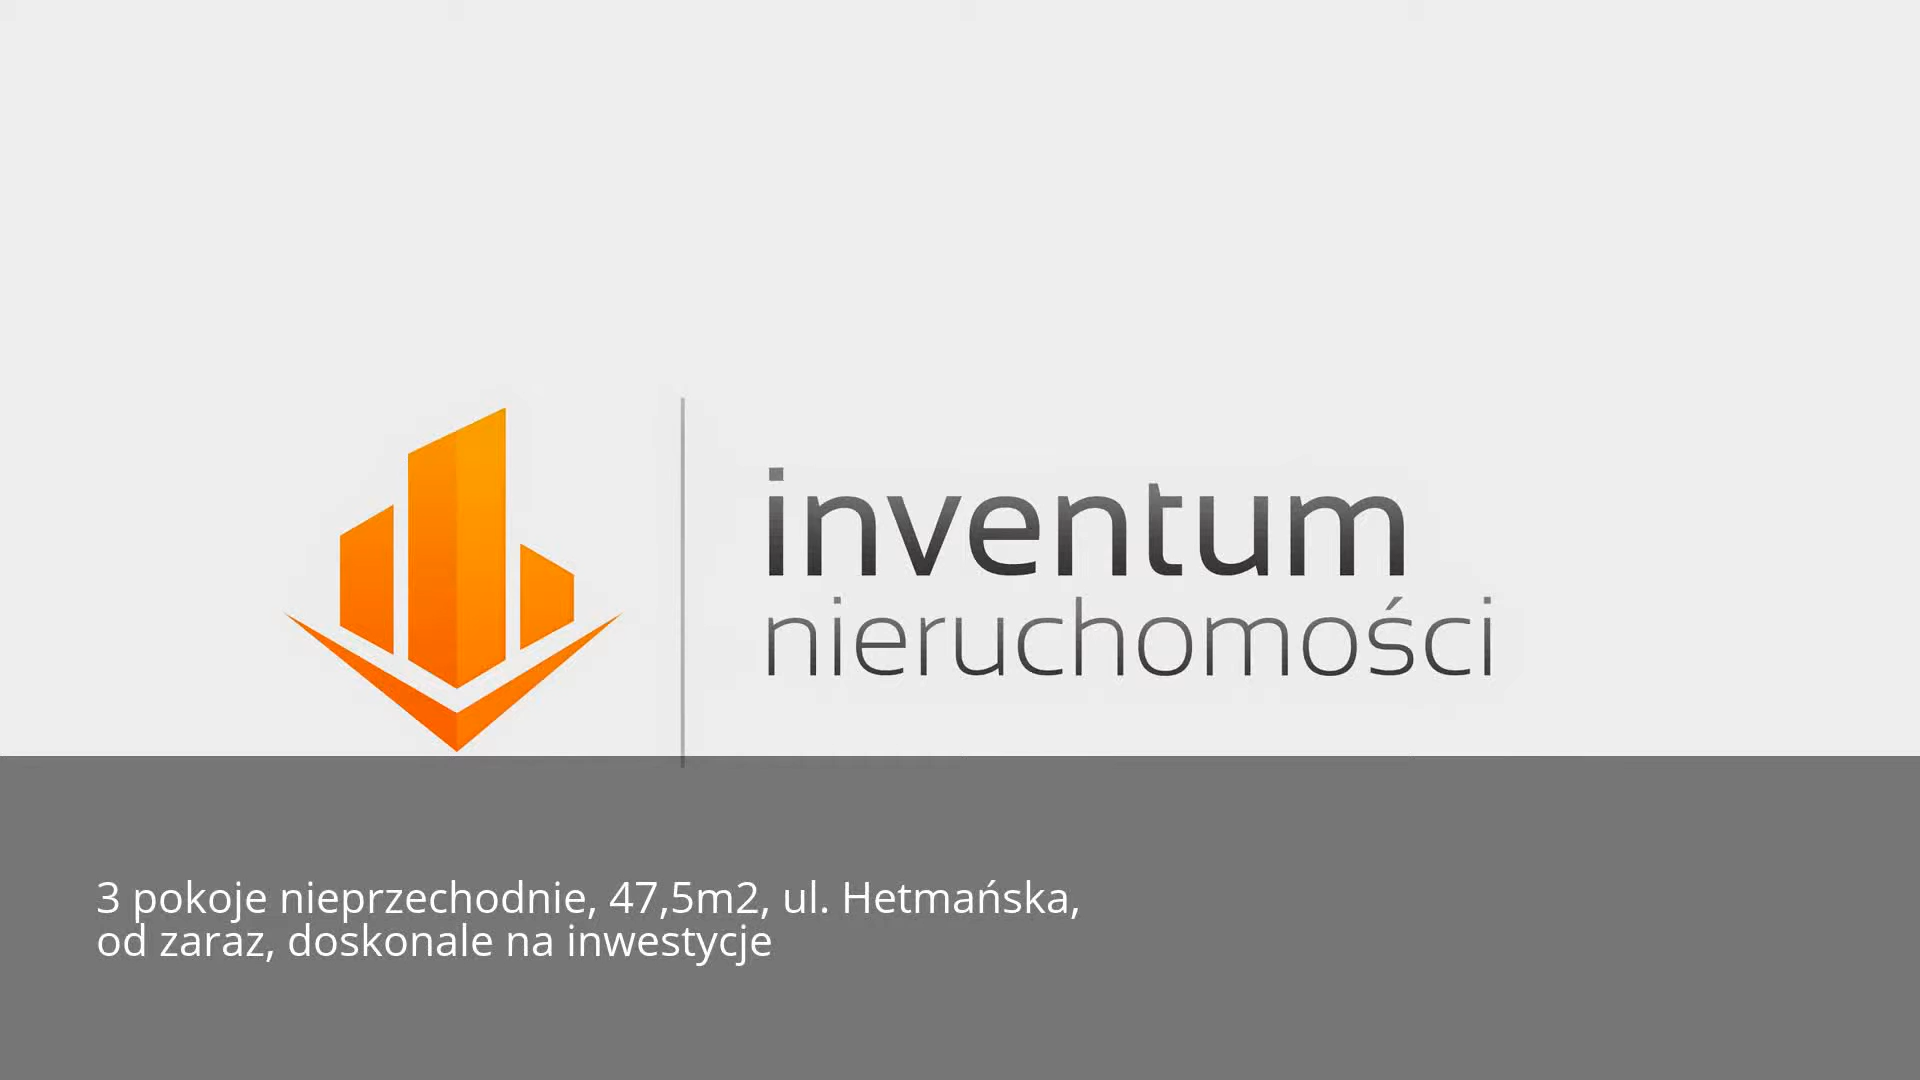 inventum
nieruchomości
3 pokoje nieprzechodnie, 47,5m2, ul. Hetmańska,
od zaraz, doskonale na inwestycje